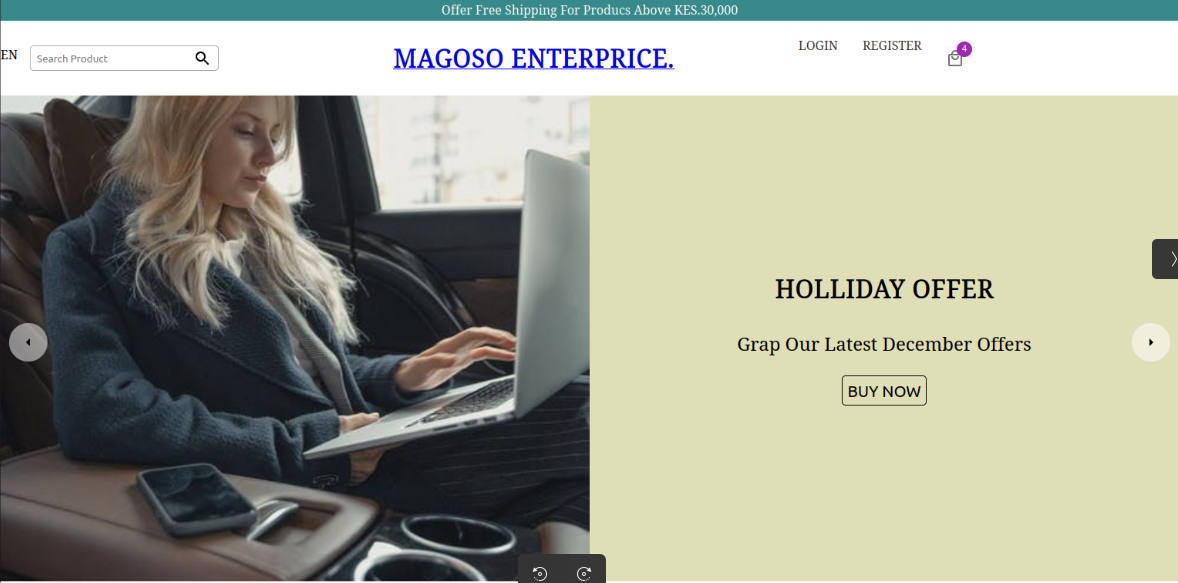 Offer Free Shipping For Producs Above KES.30,000
EN
Search Product
MAGOSO ENTERPRICE.
LOGIN
REGISTER
4
HOLLIDAY OFFER
Grap Our Latest December Offers
BUY NOW